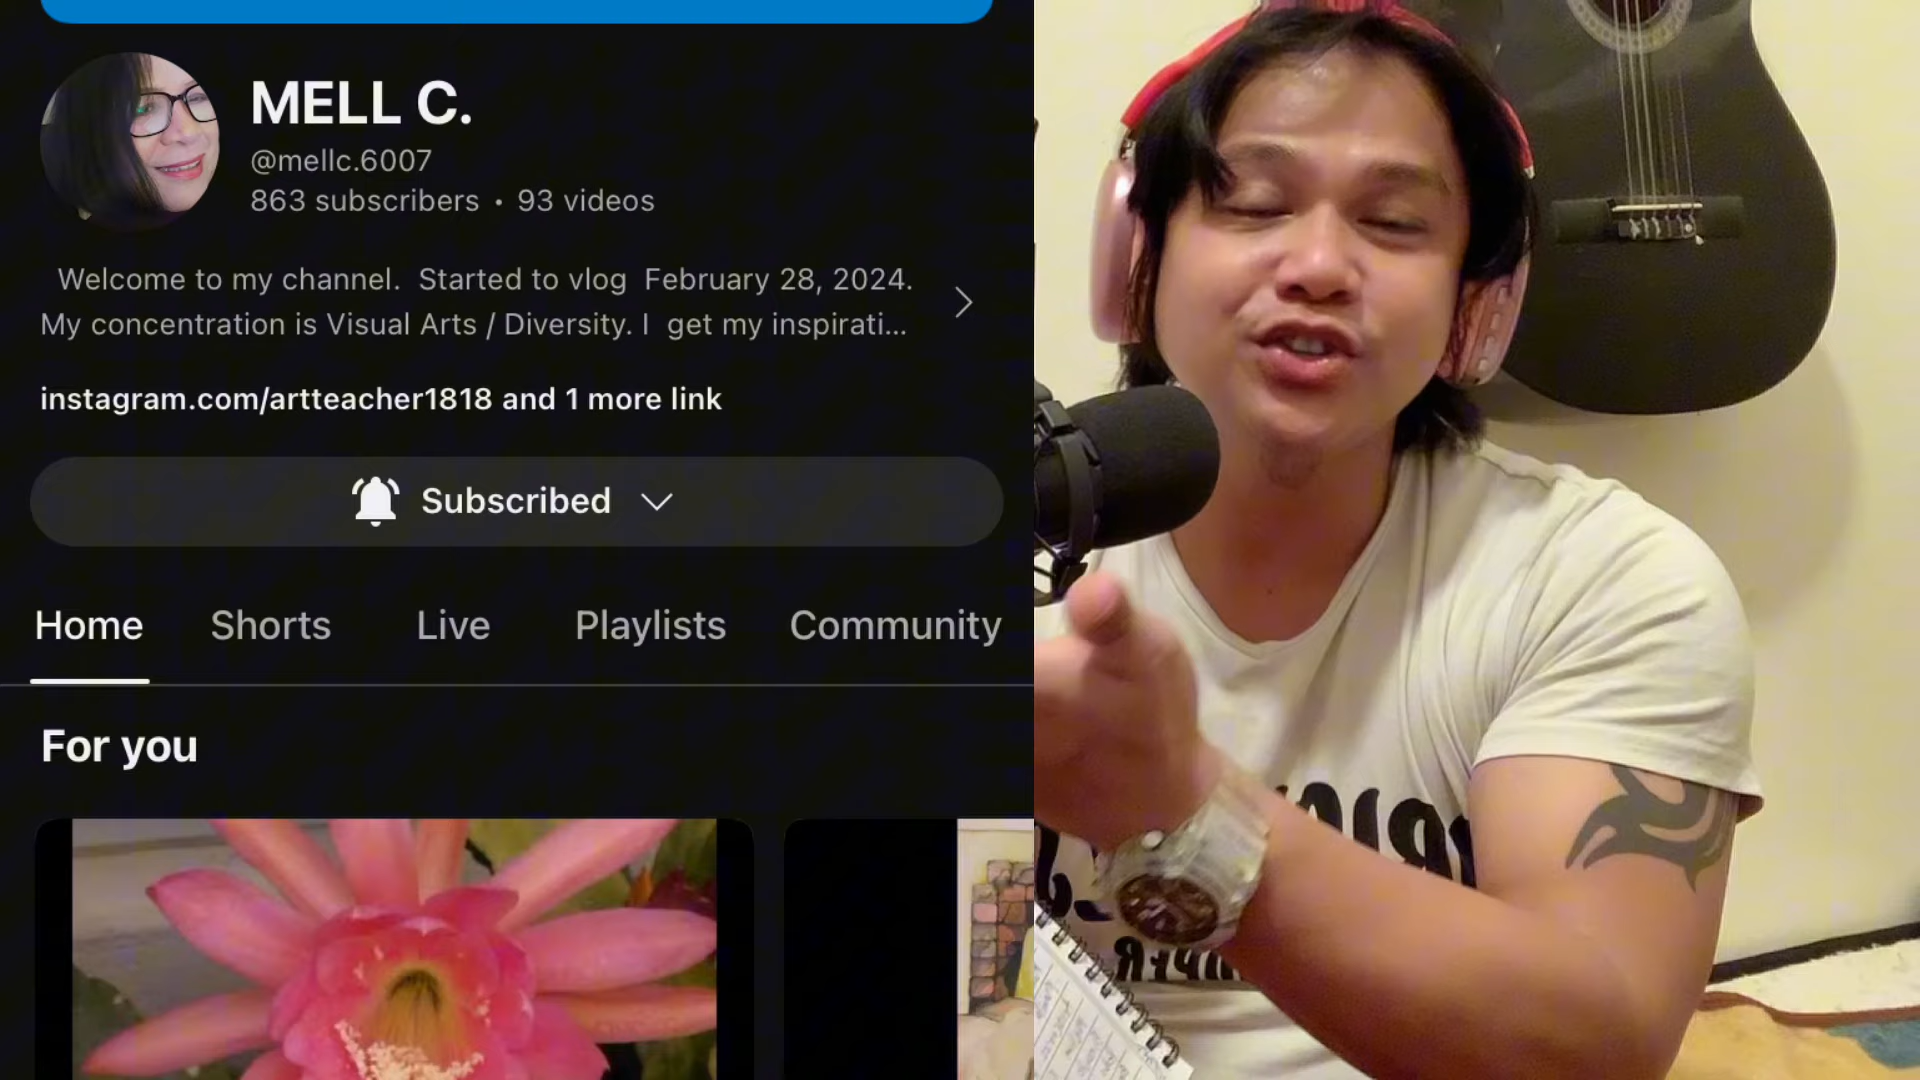 MELL C.
@mellc.6007
863 subscribers • 93 videos
Welcome to my channel. Started to vlog February 28, 2024.
My concentration is Visual Arts / Diversity. I get my inspirati...
instagram.com/artteacher1818 and 1 more link
Subscribed
Home Shorts Live Playlists Community
For you